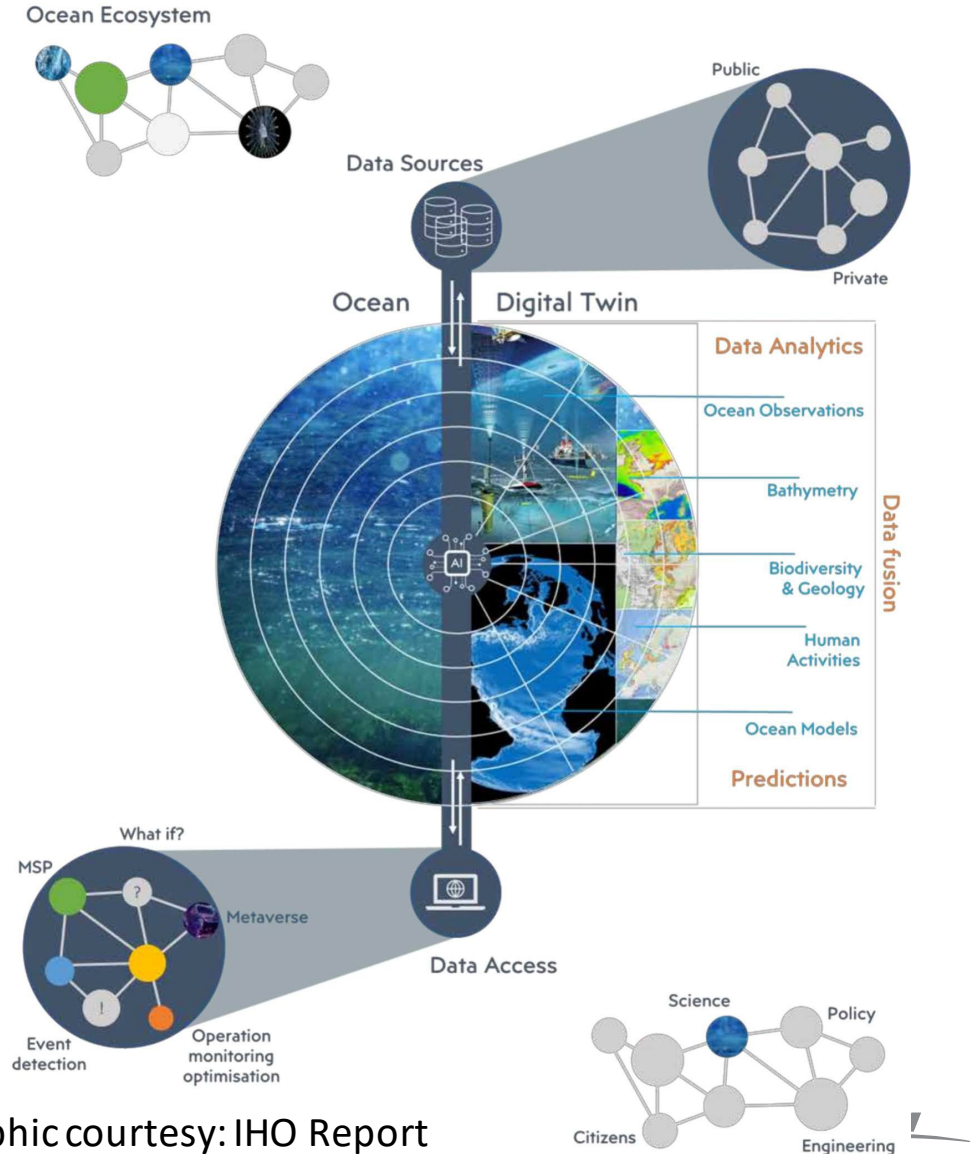 Ocean Ecosystem
Public
Data Sources
Private
Ocean
Digital Twin
Data Analytics
Ocean Observations
Bathymetry
Data fusion
AI
Biodiversity
& Geology
Human
Activities
Ocean Models
Predictions
What if?
MSP
?
Metaverse
!
Data Access
Event
detection
Operation
monitoring
optimisation
Science
Policy
Citizens
Engineering
courtesy: IHO Report